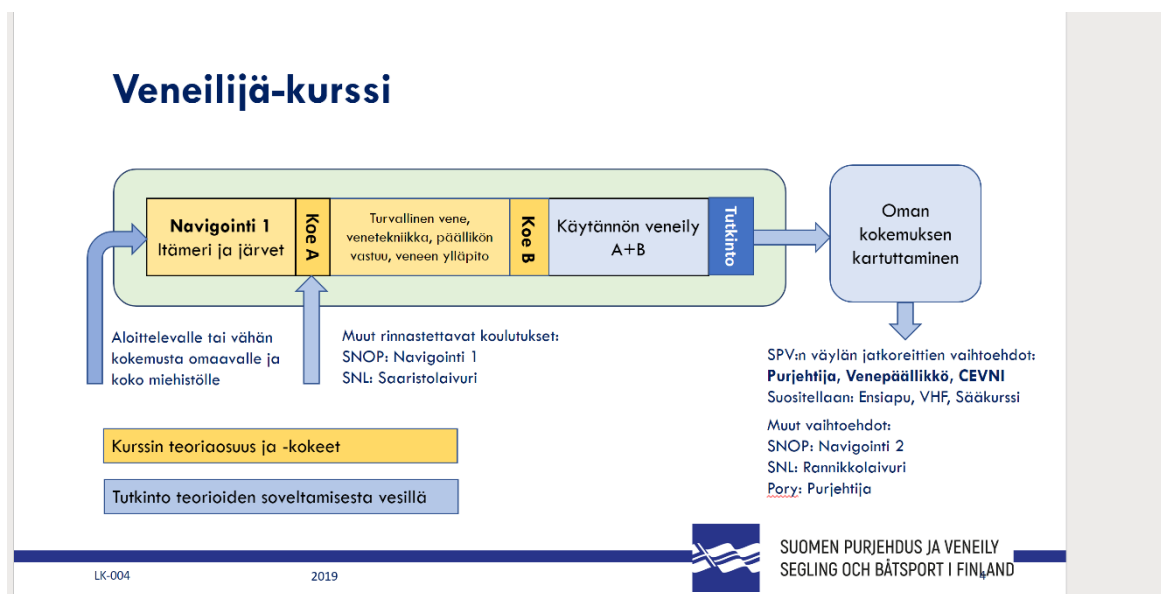 Veneilijä-kurssi
Navigointi 1
Itämeri ja järvet
Koe A
Turvallinen vene,
venetekniikka, päällikön
vastuu, veneen ylläpito
Koe B
Käytännön veneily
A+B
Tutkinto
Oman
kokemuksen
kartuttaminen
Aloittelevalle tai vähän
kokemusta omaavalle ja
koko miehistölle
Muut rinnastettavat koulutukset:
SNOP: Navigointi 1
SNL: Saaristolaivuri
SPV:n väylän jatkoreittien vaihtoehdot:
Purjehtija, Venepäällikkö, CEVNI
Suositellaan: Ensiapu, VHF, Sääkurssi
Muut vaihtoehdot:
SNOP: Navigointi 2
SNL: Rannikkolaivuri
Pory: Purjehtija
Kurssin teoriaosuus ja -kokeet
Tutkinto teorioiden soveltamisesta vesillä
SUOMEN PURJEHDUS JA VENEILY
SEGLING OCH BÅTSPORT I FINLAND
LK-004
2019
4